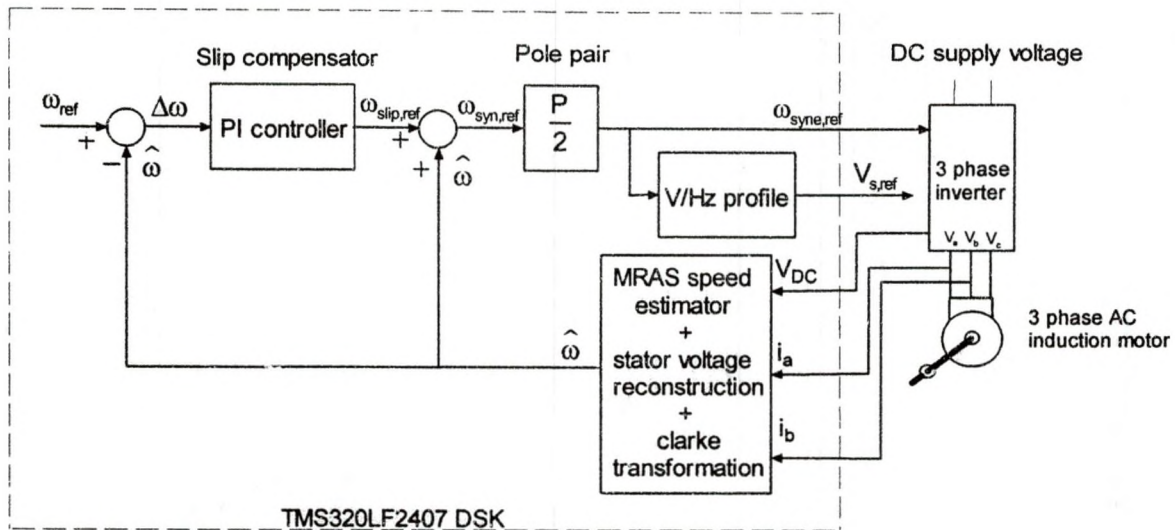 Slip compensator
Pole pair
DC supply voltage
ω_ref
Δω
PI controller
ω_slip,ref
ω_syn,ref
P
2
ω_syne,ref
+
−
ω̂
+
+
ω̂
V/Hz profile
V_s,ref
3 phase
inverter
V_a V_b V_c
V_DC
MRAS speed
estimator
+
stator voltage
reconstruction
+
clarke
transformation
ω̂
i_a
i_b
3 phase AC
induction motor
TMS320LF2407 DSK